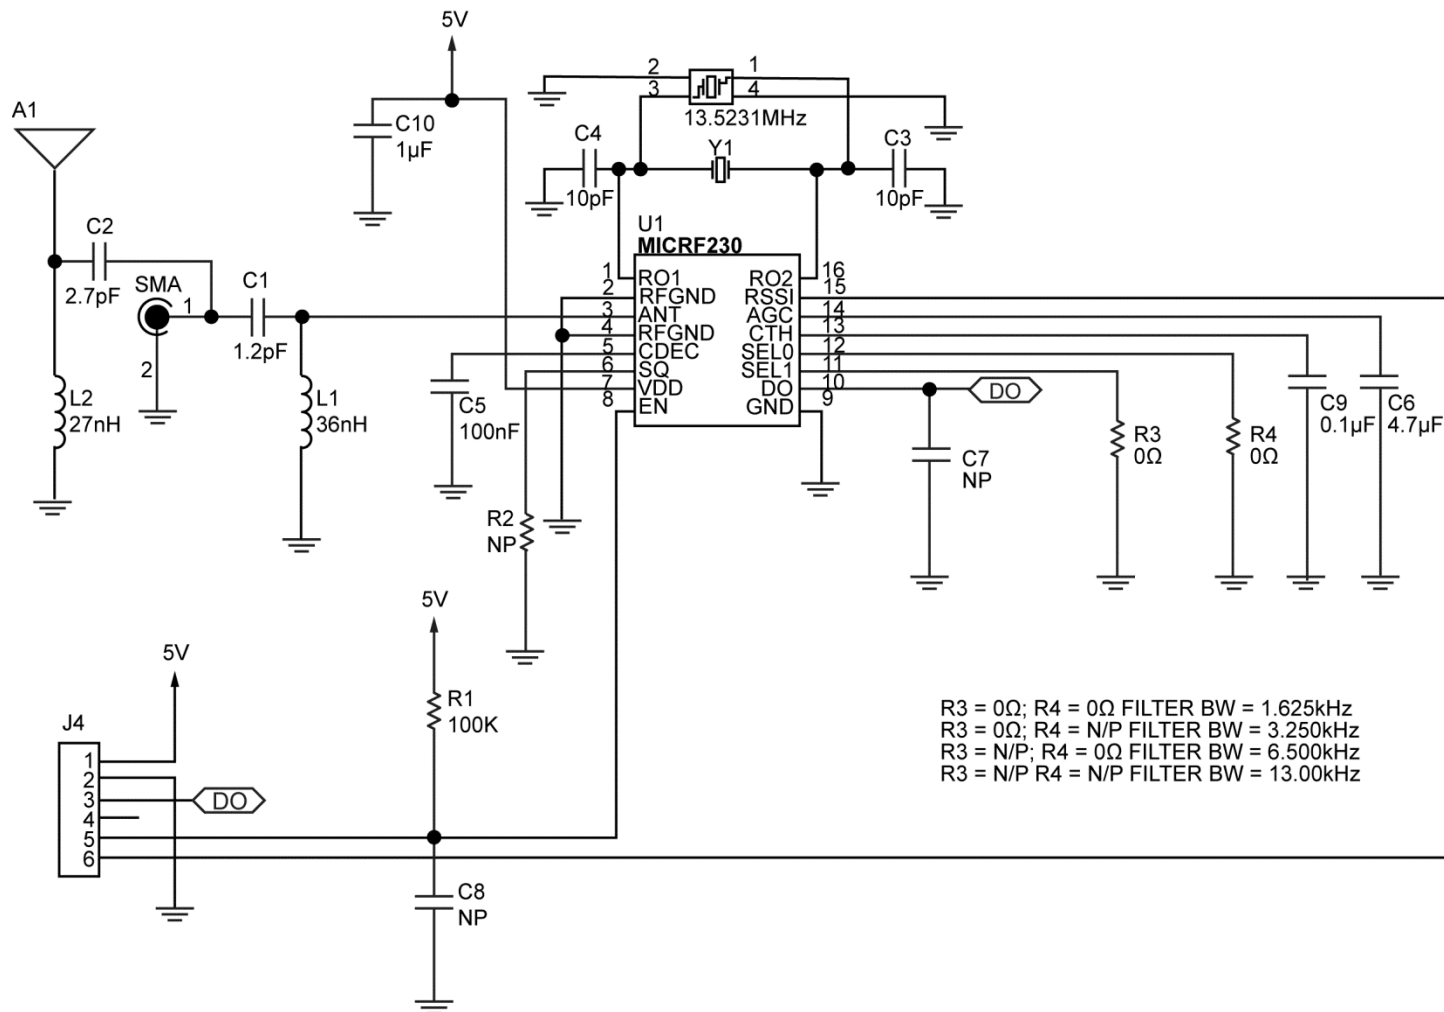 5V
A1
C10
1µF
2
1
3
4
13.5231MHz
C4
Y1
C3
10pF
10pF
U1
MICRF230
C2
2.7pF
SMA
1
2
C1
1.2pF
L2
27nH
L1
36nH
1 RO1 RO2 16
2 RFGND RSSI 15
3 ANT AGC 14
4 RFGND CTH 13
5 CDEC SEL0 12
6 SQ SEL1 11
7 VDD DO 10
8 EN GND 9
DO
C5
100nF
R2
NP
C7
NP
R3
0Ω
R4
0Ω
C9
0.1µF
C6
4.7µF
5V
R1
100K
5V
J4
1
2
3
4
5
6
DO
C8
NP
R3 = 0Ω; R4 = 0Ω FILTER BW = 1.625kHz
R3 = 0Ω; R4 = N/P FILTER BW = 3.250kHz
R3 = N/P; R4 = 0Ω FILTER BW = 6.500kHz
R3 = N/P R4 = N/P FILTER BW = 13.00kHz